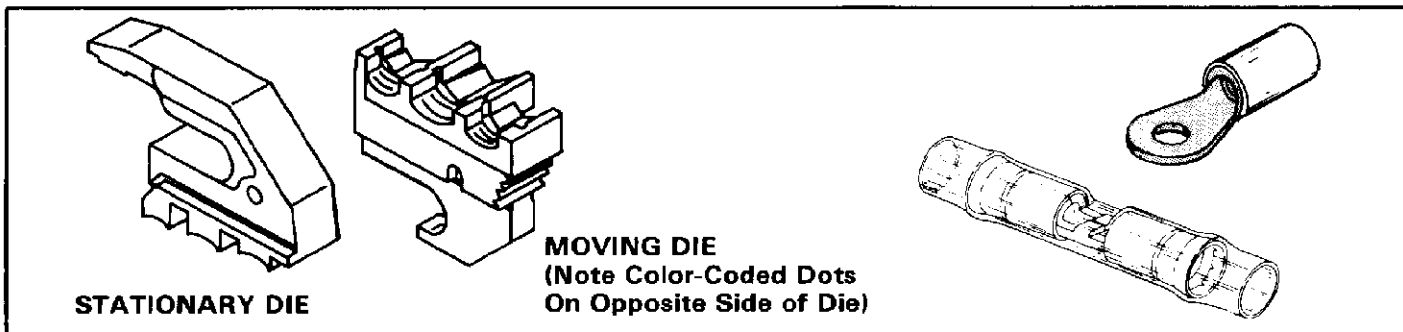 STATIONARY DIE
MOVING DIE
(Note Color-Coded Dots
On Opposite Side of Die)